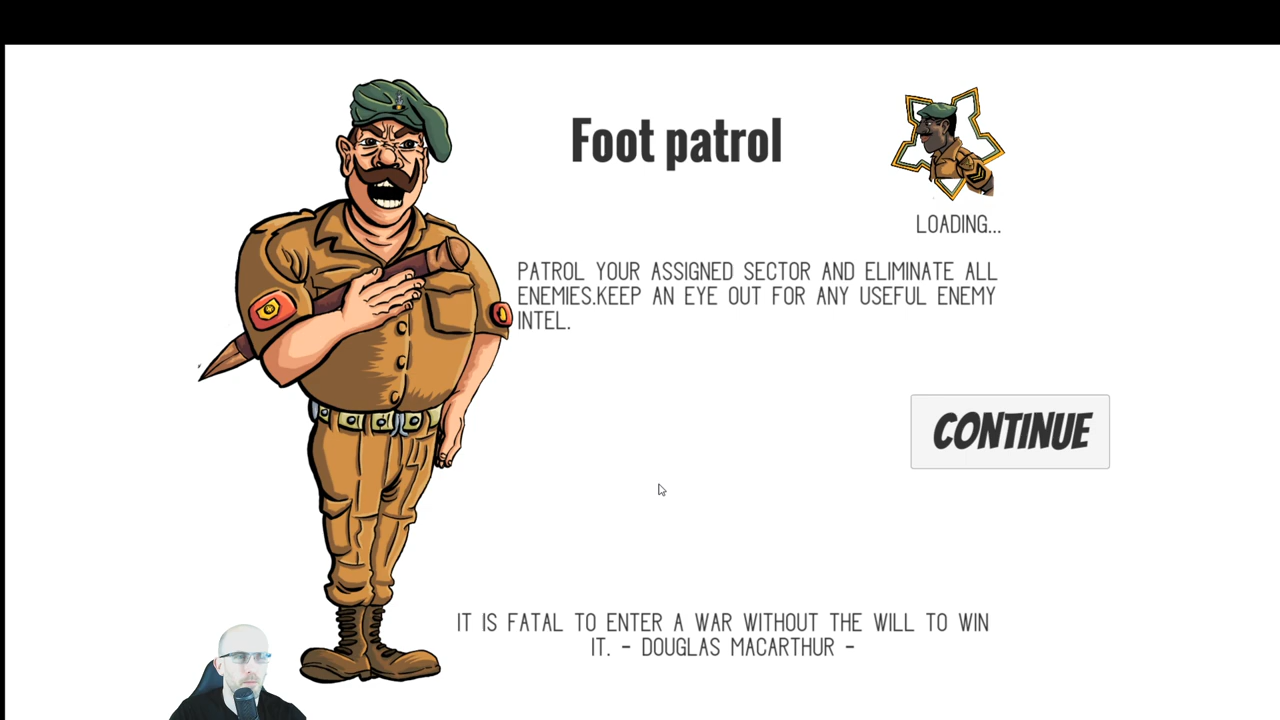 Foot patrol
LOADING...
PATROL YOUR ASSIGNED SECTOR AND ELIMINATE ALL
ENEMIES.KEEP AN EYE OUT FOR ANY USEFUL ENEMY
INTEL.
CONTINUE
IT IS FATAL TO ENTER A WAR WITHOUT THE WILL TO WIN
IT. - DOUGLAS MACARTHUR -